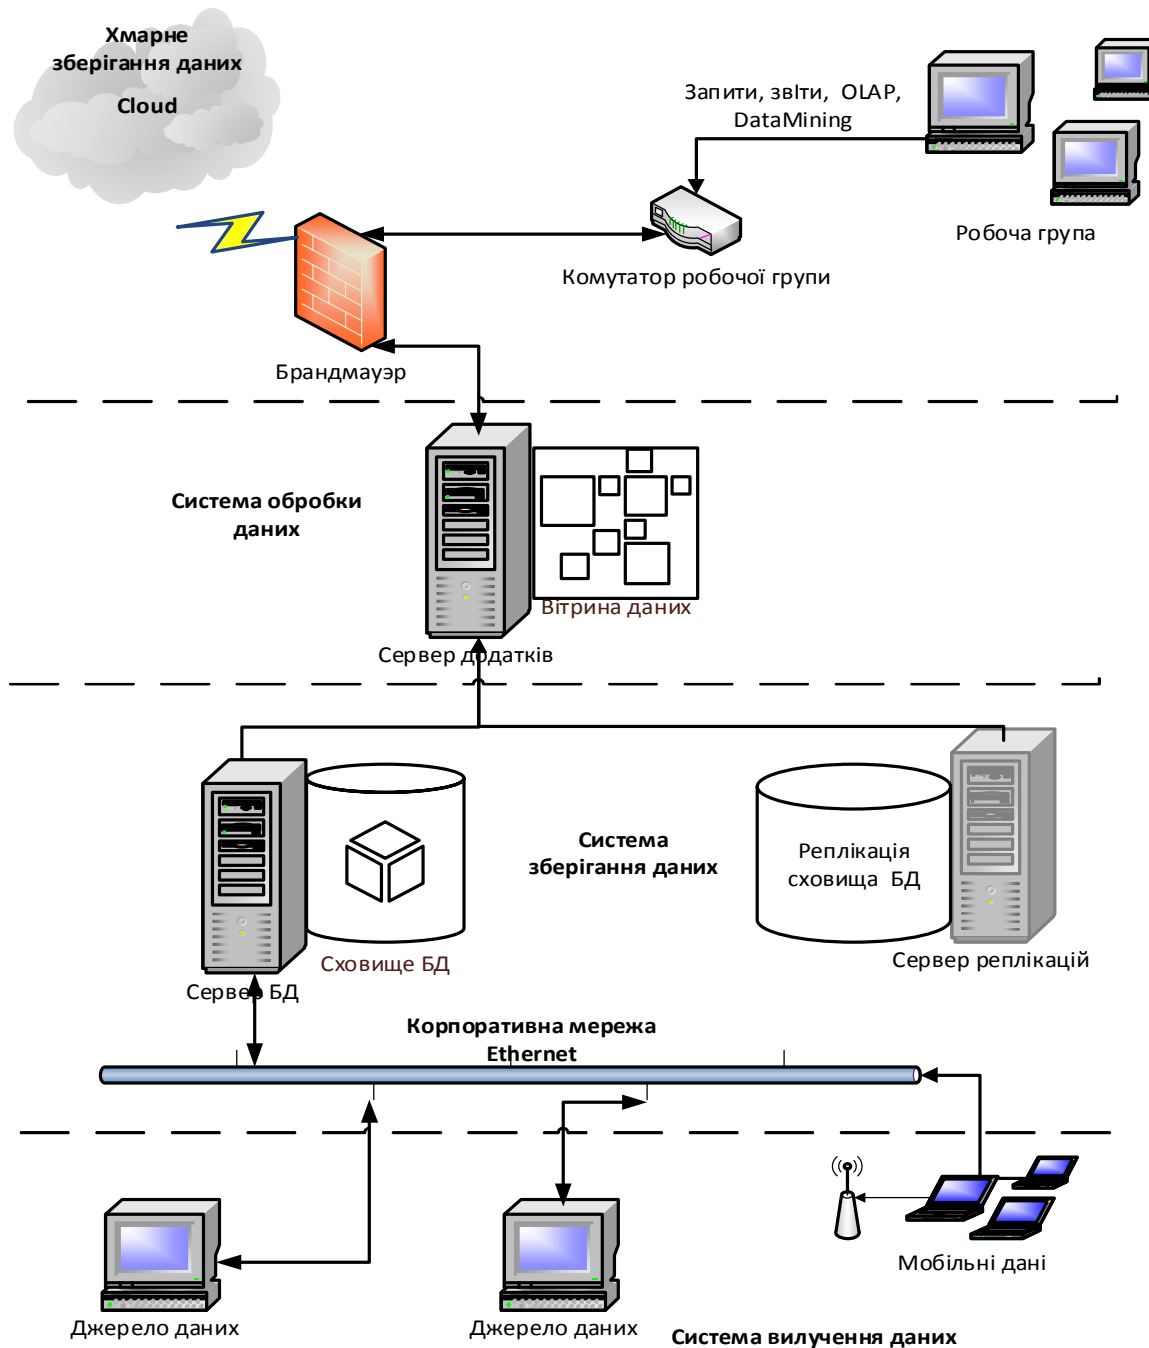 Хмарне
зберігання даних
Cloud
Запити, звіти, OLAP,
DataMining
Робоча група
Комутатор робочої групи
Брандмауэр
Система обробки
даних
Вітрина даних
Сервер додатків
Система
зберігання даних
Реплікація
сховища БД
Сховище БД
Сервер БД
Сервер реплікацій
Корпоративна мережа
Ethernet
Мобільні дані
Джерело даних
Джерело даних
Система вилучення даних